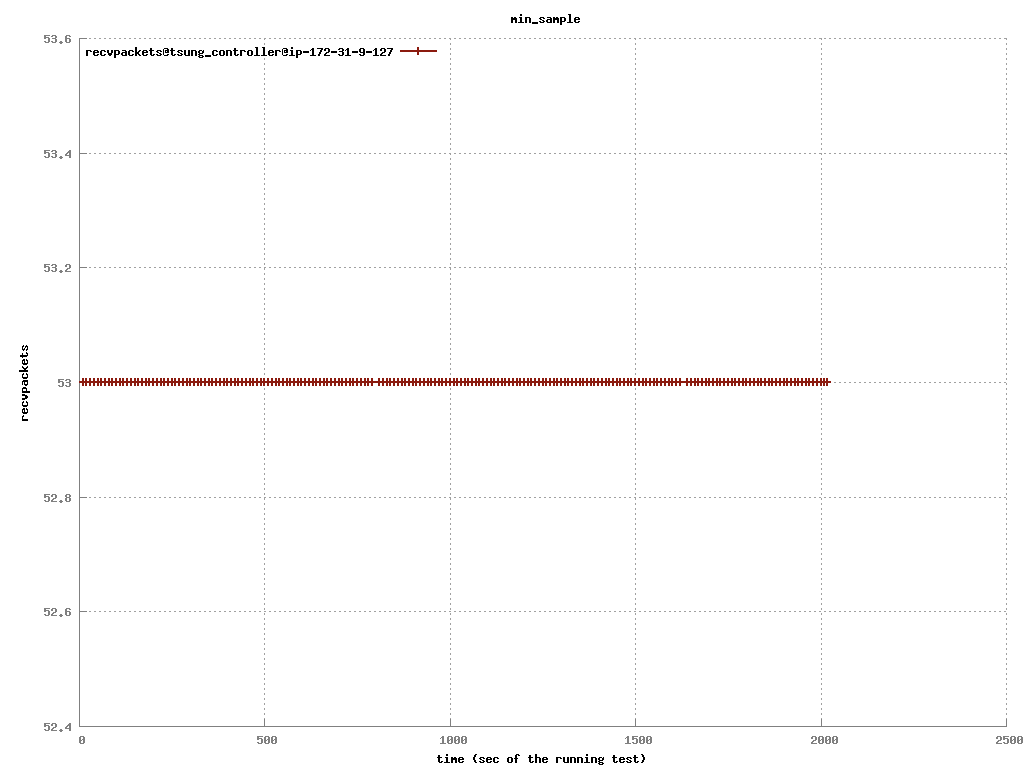 min_sample
53.6
recvpackets@tsung_controller@ip-172-31-9-127
53.4
53.2
53
52.8
52.6
52.4
recvpackets
0 500 1000 1500 2000 2500
time (sec of the running test)